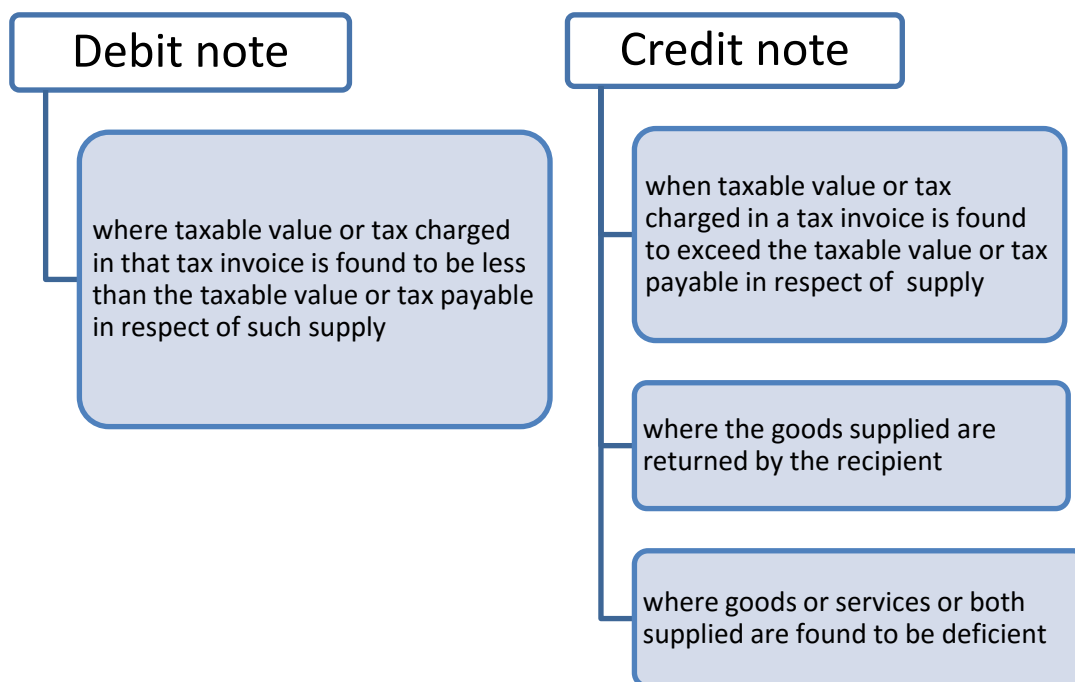 Debit note
where taxable value or tax charged
in that tax invoice is found to be less
than the taxable value or tax payable
in respect of such supply
Credit note
when taxable value or tax
charged in a tax invoice is found
to exceed the taxable value or tax
payable in respect of  supply
where the goods supplied are
returned by the recipient
where goods or services or both
supplied are found to be deficient